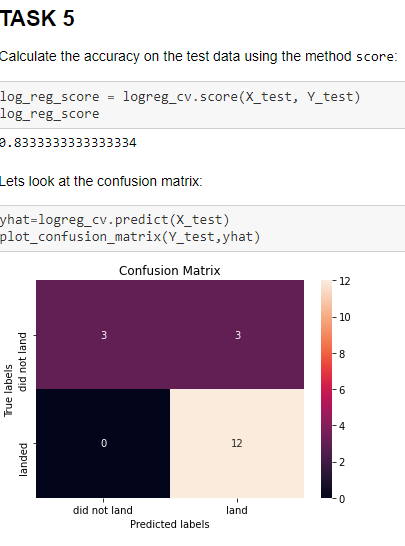 TASK 5
Calculate the accuracy on the test data using the method score:
log_reg_score = logreg_cv.score(X_test, Y_test)
log_reg_score
0.8333333333333334
Lets look at the confusion matrix:
yhat=logreg_cv.predict(X_test)
plot_confusion_matrix(Y_test,yhat)
Confusion Matrix
True labels
did not land
landed
3
3
0
12
did not land
land
Predicted labels
12
10
8
6
4
2
0